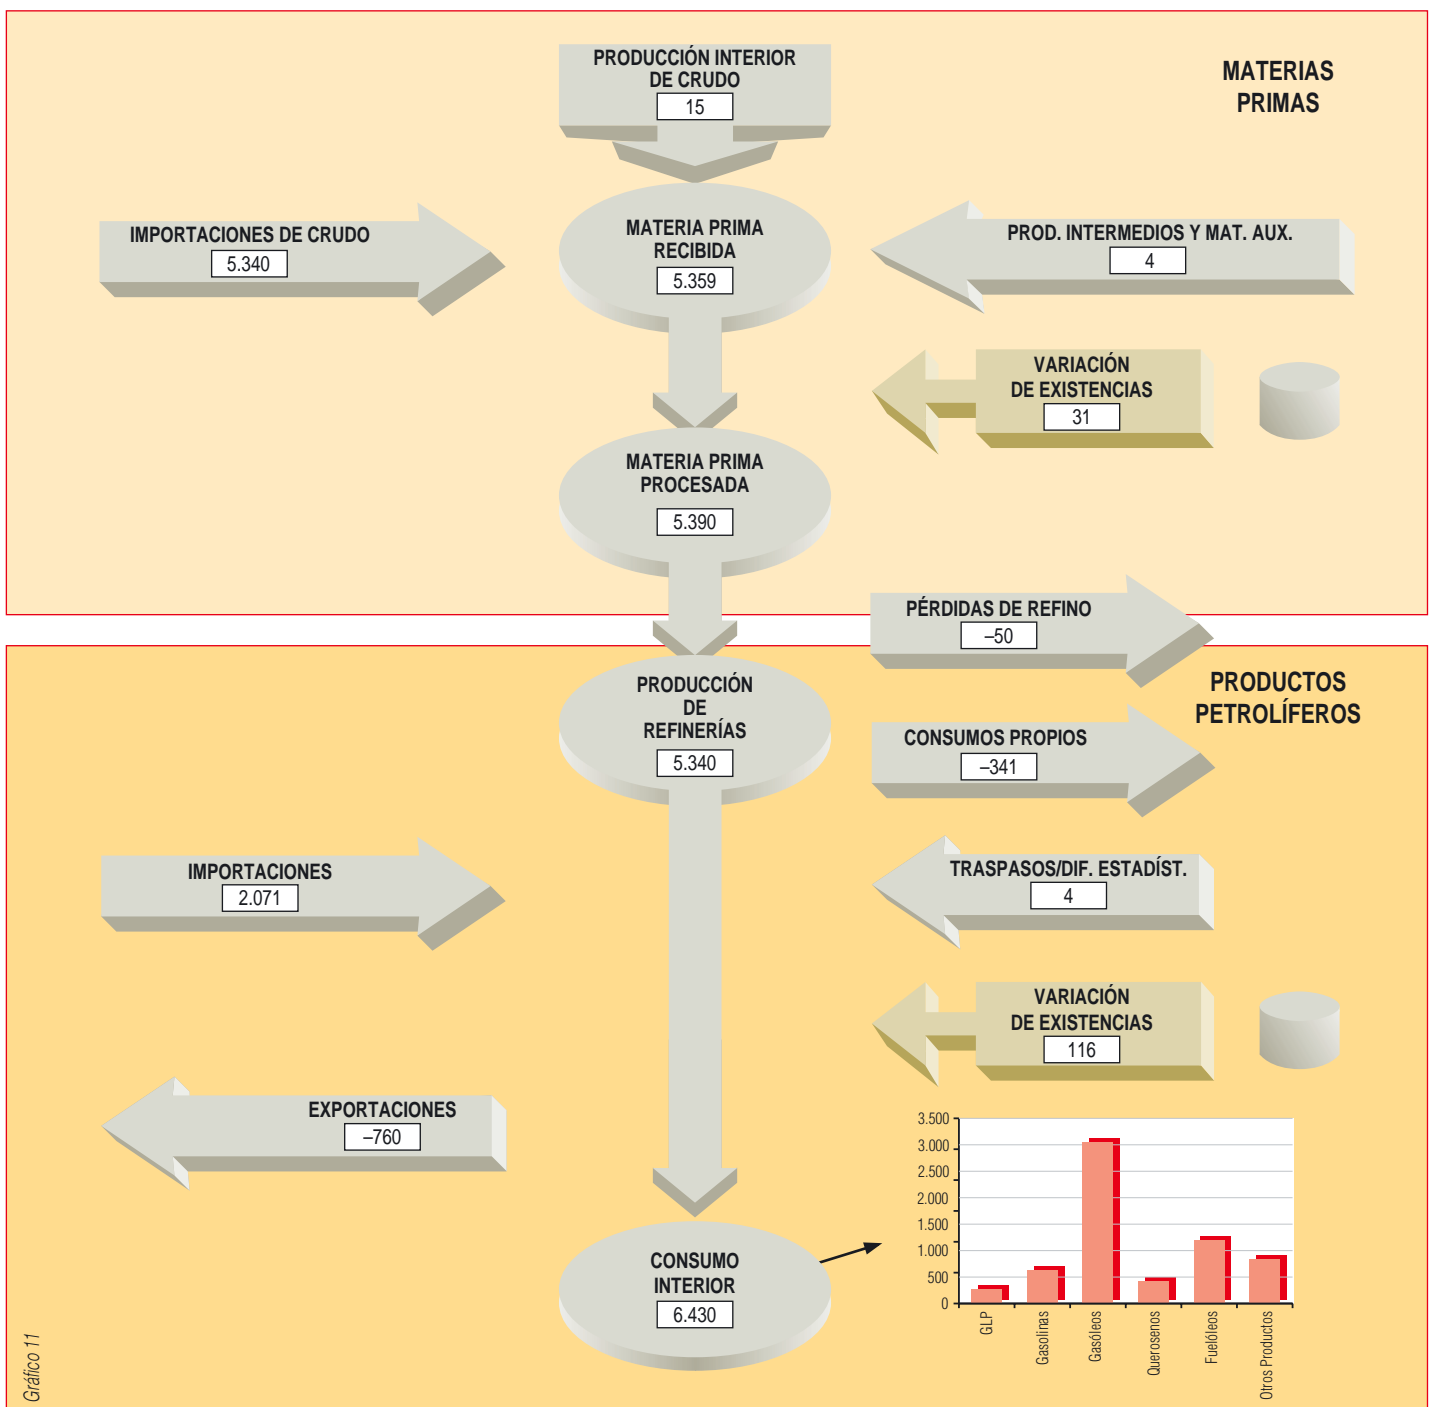 PRODUCCIÓN INTERIOR
DE CRUDO
15
MATERIAS
PRIMAS
IMPORTACIONES DE CRUDO
5.340
MATERIA PRIMA
RECIBIDA
5.359
PROD. INTERMEDIOS Y MAT. AUX.
4
VARIACIÓN
DE EXISTENCIAS
31
MATERIA PRIMA
PROCESADA
5.390
PÉRDIDAS DE REFINO
–50
PRODUCTOS
PETROLÍFEROS
PRODUCCIÓN
DE
REFINERÍAS
5.340
CONSUMOS PROPIOS
–341
IMPORTACIONES
2.071
TRASPASOS/DIF. ESTADÍST.
4
VARIACIÓN
DE EXISTENCIAS
116
EXPORTACIONES
–760
CONSUMO
INTERIOR
6.430
3.500
3.000
2.500
2.000
1.500
1.000
500
0
GLP
Gasolinas
Gasóleos
Querosenos
Fuelóleos
Otros Productos
Gráfico 11